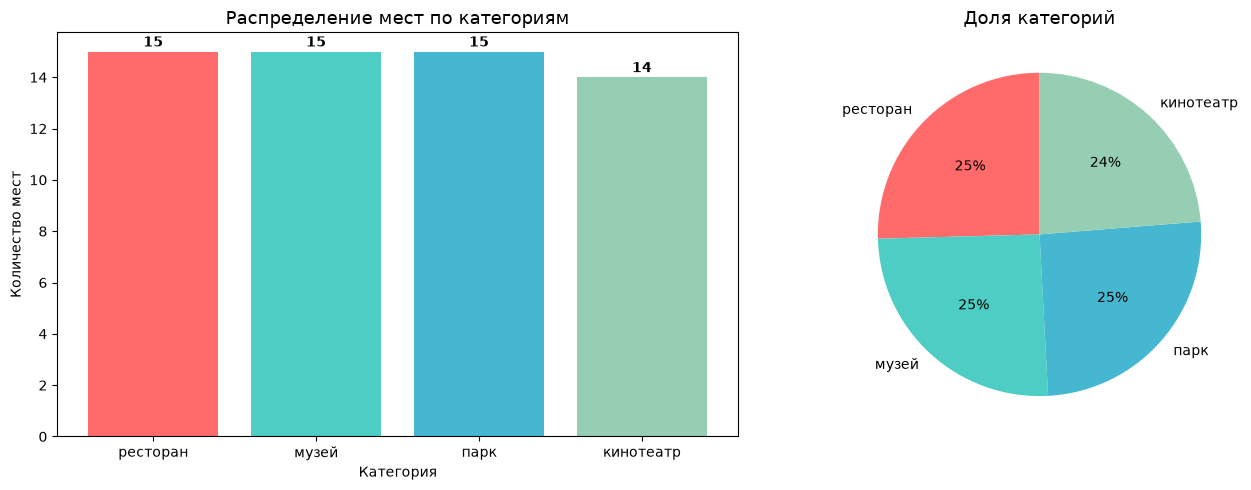 Распределение мест по категориям
15
15
15
14
Количество мест
14
12
10
8
6
4
2
0
ресторан
музей
парк
кинотеатр
Категория
Доля категорий
ресторан
кинотеатр
25%
24%
25%
25%
музей
парк